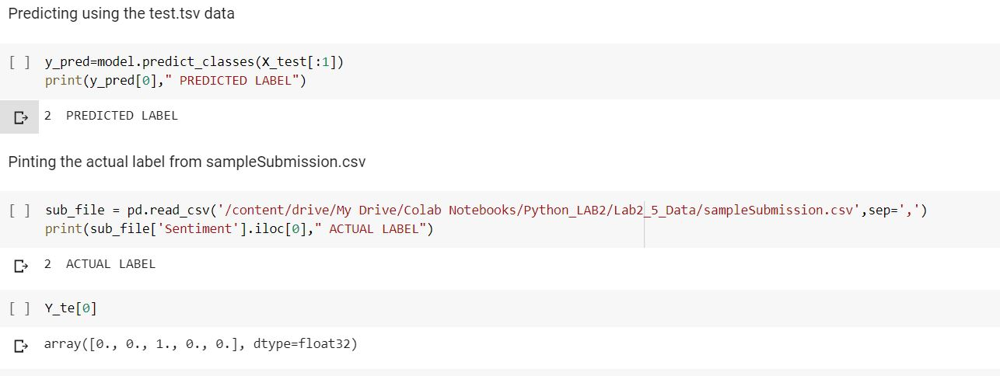 Predicting using the test.tsv data
[ ] y_pred=model.predict_classes(X_test[:1])
print(y_pred[0]," PREDICTED LABEL")
2  PREDICTED LABEL
Pinting the actual label from sampleSubmission.csv
[ ] sub_file = pd.read_csv('/content/drive/My Drive/Colab Notebooks/Python_LAB2/Lab2_5_Data/sampleSubmission.csv',sep=',')
print(sub_file['Sentiment'].iloc[0]," ACTUAL LABEL")
2  ACTUAL LABEL
[ ] Y_te[0]
array([0., 0., 1., 0., 0.], dtype=float32)